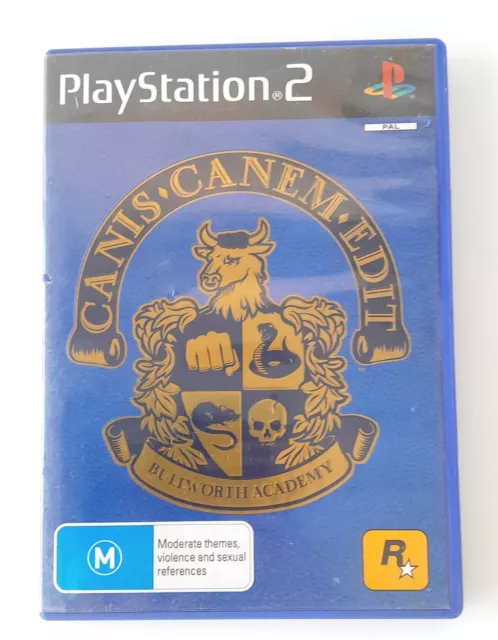 PlayStation®2
PAL
CANIS·CANEM·EDIT
BULLWORTH ACADEMY
M
Moderate themes,
violence and sexual
references
R